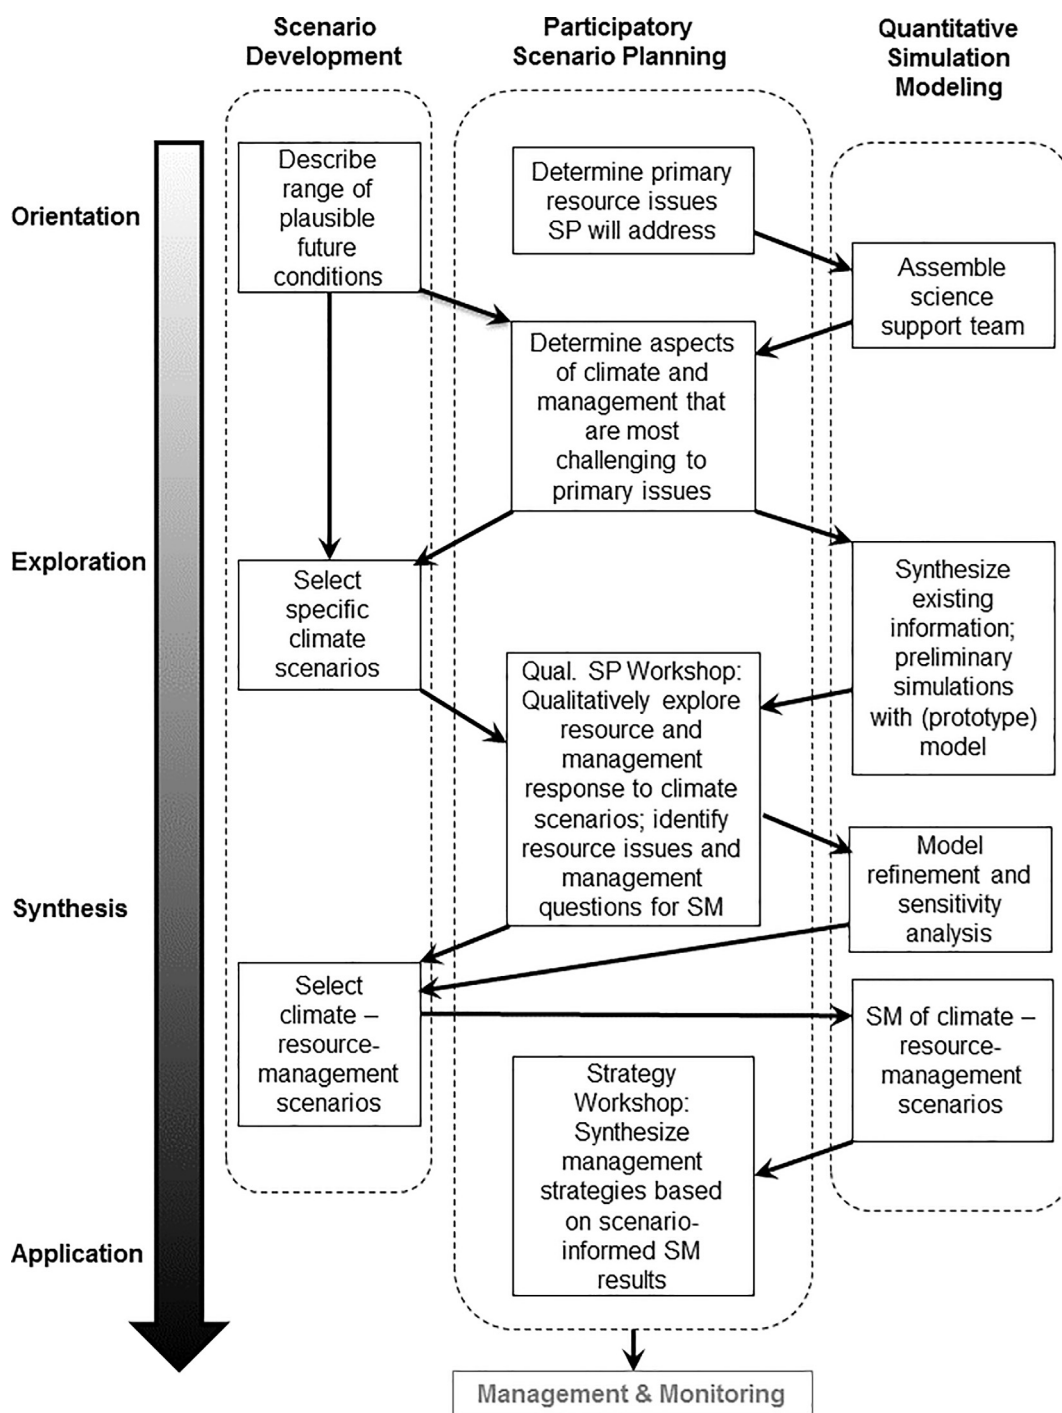 Scenario
Development
Participatory
Scenario Planning
Quantitative
Simulation
Modeling
Orientation
Exploration
Synthesis
Application
Describe
range of
plausible
future
conditions
Determine primary
resource issues
SP will address
Assemble
science
support team
Determine aspects
of climate and
management that
are most
challenging to
primary issues
Select
specific
climate
scenarios
Synthesize
existing
information;
preliminary
simulations
with (prototype)
model
Qual. SP Workshop:
Qualitatively explore
resource and
management
response to climate
scenarios; identify
resource issues and
management
questions for SM
Model
refinement and
sensitivity
analysis
Select
climate –
resource-
management
scenarios
SM of climate –
resource-
management
scenarios
Strategy
Workshop:
Synthesize
management
strategies based
on scenario-
informed SM
results
Management & Monitoring